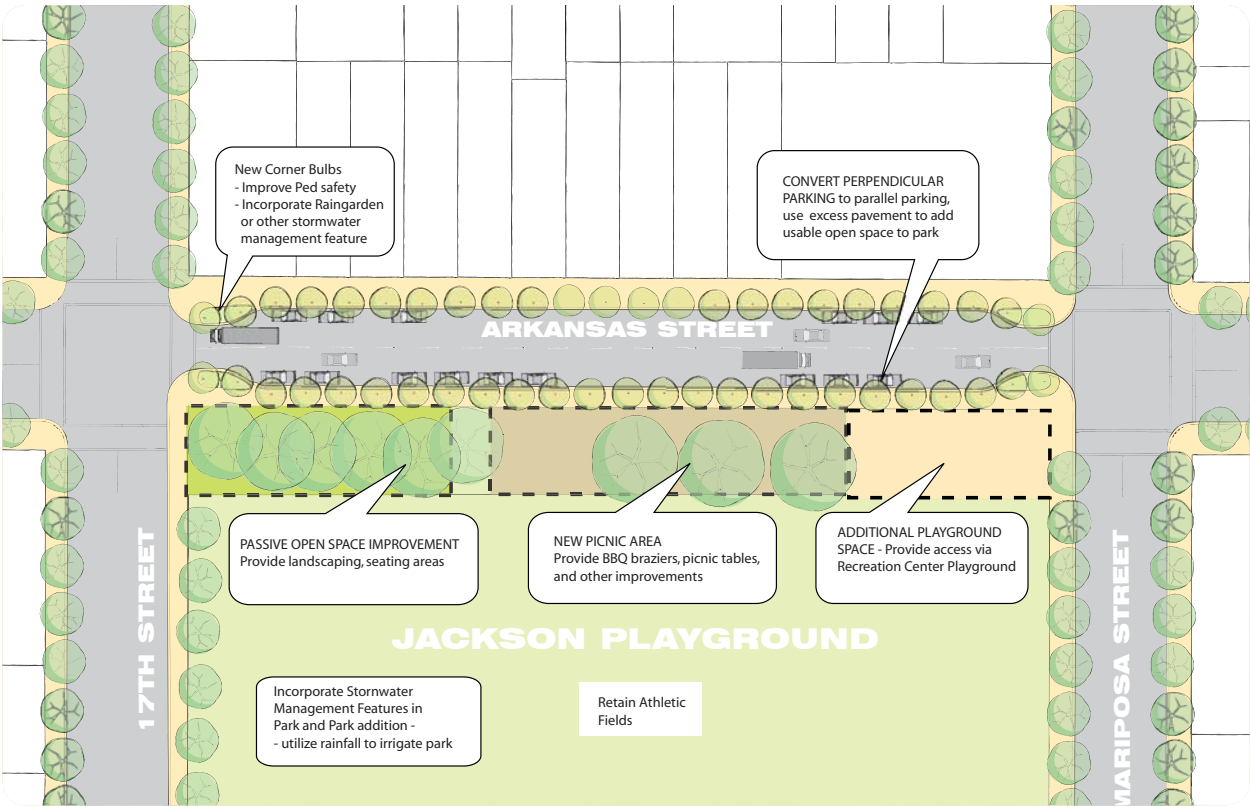 New Corner Bulbs
- Improve Ped safety
- Incorporate Raingarden
or other stormwater
management feature
CONVERT PERPENDICULAR
PARKING to parallel parking,
use excess pavement to add
usable open space to park
ARKANSAS STREET
PASSIVE OPEN SPACE IMPROVEMENT
Provide landscaping, seating areas
NEW PICNIC AREA
Provide BBQ braziers, picnic tables,
and other improvements
ADDITIONAL PLAYGROUND
SPACE - Provide access via
Recreation Center Playground
17TH STREET
JACKSON PLAYGROUND
MARIPOSA STREET
Incorporate Stornwater
Management Features in
Park and Park addition -
- utilize rainfall to irrigate park
Retain Athletic
Fields